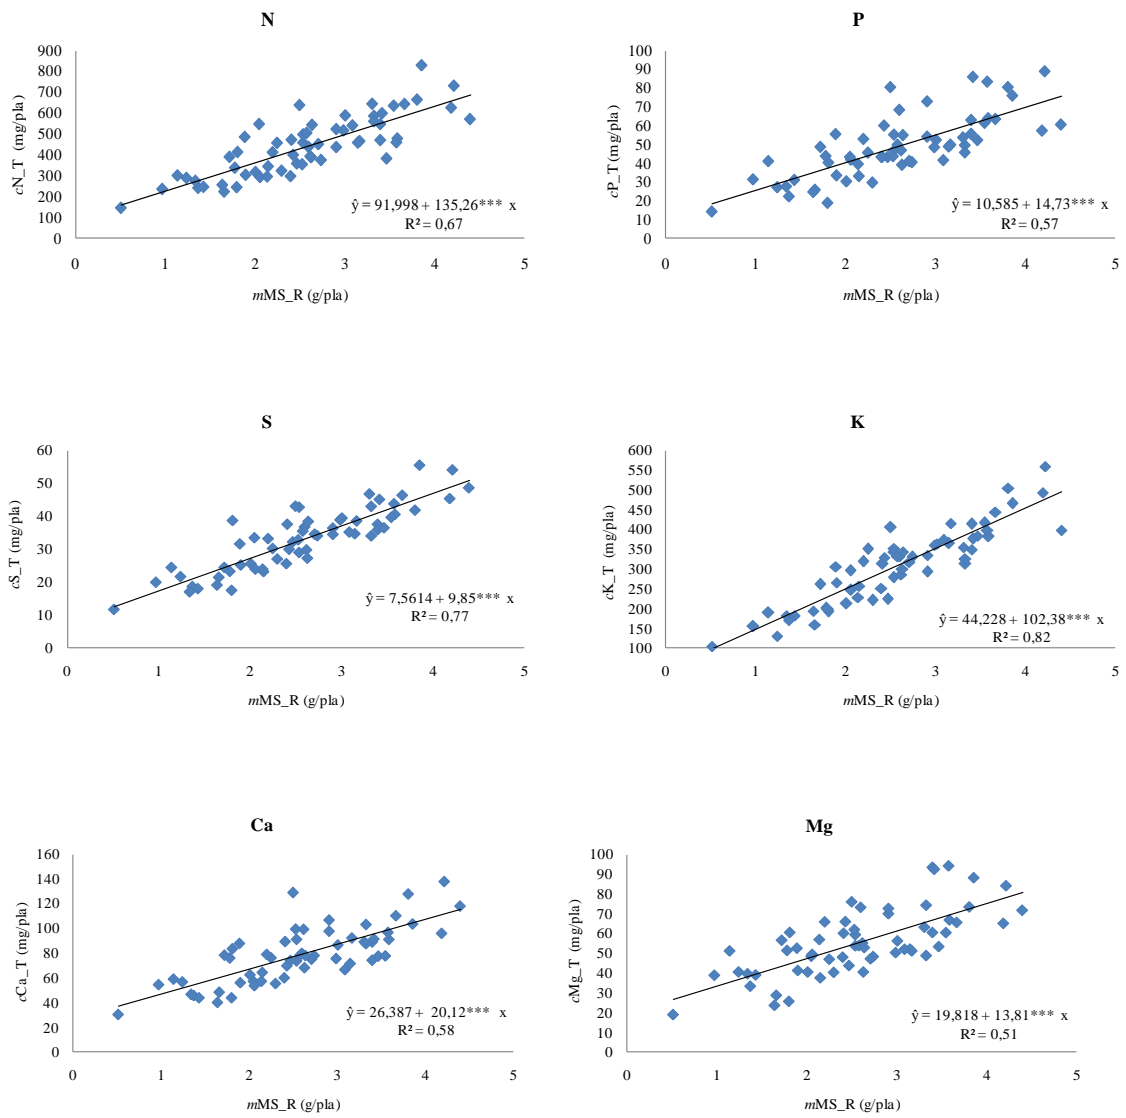 N
900
800
700
600
500
400
300
200
100
0
cN_T (mg/pla)
ŷ = 91,998 + 135,26*** x
R² = 0,67
0 1 2 3 4 5
mMS_R (g/pla)
P
100
90
80
70
60
50
40
30
20
10
0
cP_T (mg/pla)
ŷ = 10,585 + 14,73*** x
R² = 0,57
0 1 2 3 4 5
mMS_R (g/pla)
S
60
50
40
30
20
10
0
cS_T (mg/pla)
ŷ = 7,5614 + 9,85*** x
R² = 0,77
0 1 2 3 4 5
mMS_R (g/pla)
K
600
550
500
450
400
350
300
250
200
150
100
cK_T (mg/pla)
ŷ = 44,228 + 102,38*** x
R² = 0,82
0 1 2 3 4 5
mMS_R (g/pla)
Ca
160
140
120
100
80
60
40
20
0
cCa_T (mg/pla)
ŷ = 26,387 + 20,12*** x
R² = 0,58
0 1 2 3 4 5
mMS_R (g/pla)
Mg
100
90
80
70
60
50
40
30
20
10
0
cMg_T (mg/pla)
ŷ = 19,818 + 13,81*** x
R² = 0,51
0 1 2 3 4 5
mMS_R (g/pla)